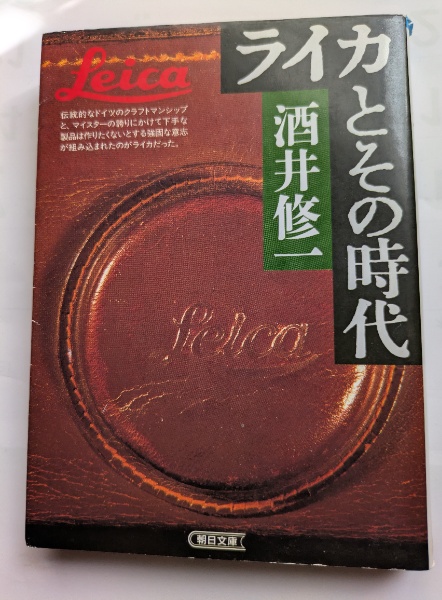 Leica
伝統的なドイツのクラフトマンシップ
と、マイスターの誇りにかけて下手な
製品は作りたくないとする強固な意志
が組み込まれたのがライカだった。
ライカとその時代
酒井修一
Leica
朝日文庫